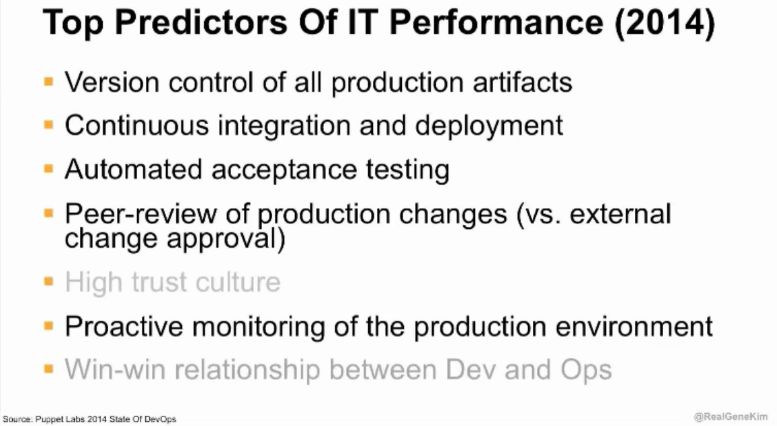 Top Predictors Of IT Performance (2014)
Version control of all production artifacts
Continuous integration and deployment
Automated acceptance testing
Peer-review of production changes (vs. external
change approval)
High trust culture
Proactive monitoring of the production environment
Win-win relationship between Dev and Ops
Source: Puppet Labs 2014 State Of DevOps
@RealGeneKim